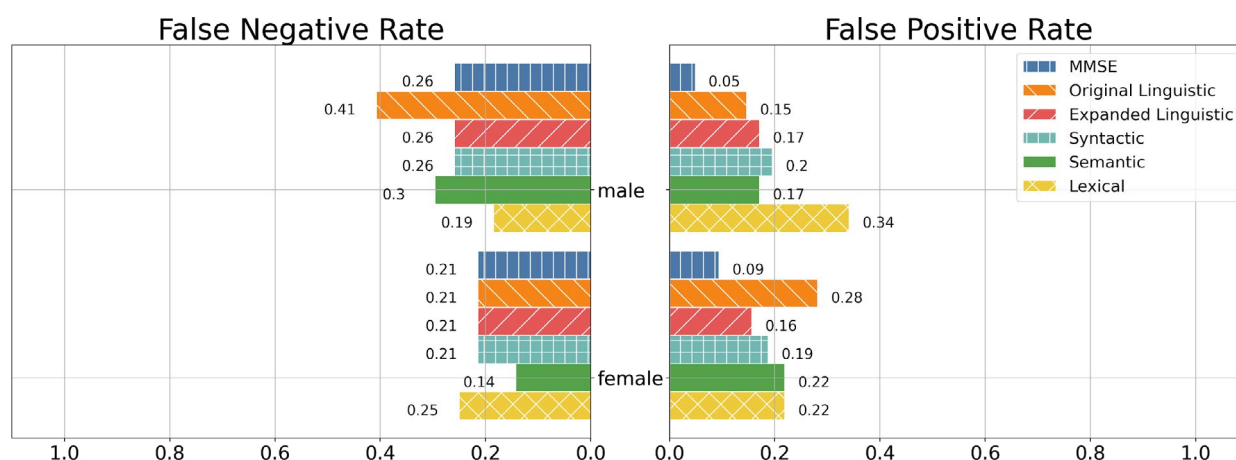 False Negative Rate
False Positive Rate
0.26
0.41
0.26
0.26
0.3
0.19
0.21
0.21
0.21
0.21
0.14
0.25
male
female
0.05
0.15
0.17
0.2
0.17
0.34
0.09
0.28
0.16
0.19
0.22
0.22
MMSE
Original Linguistic
Expanded Linguistic
Syntactic
Semantic
Lexical
1.0 0.8 0.6 0.4 0.2 0.0
0.0 0.2 0.4 0.6 0.8 1.0